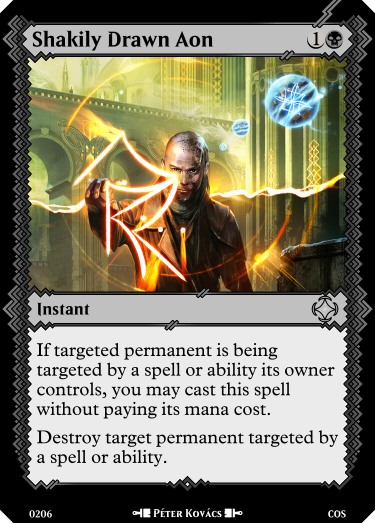 Shakily Drawn Aon 1
Instant
If targeted permanent is being
targeted by a spell or ability its owner
controls, you may cast this spell
without paying its mana cost.
Destroy target permanent targeted by
a spell or ability.
0206 Péter Kovács COS